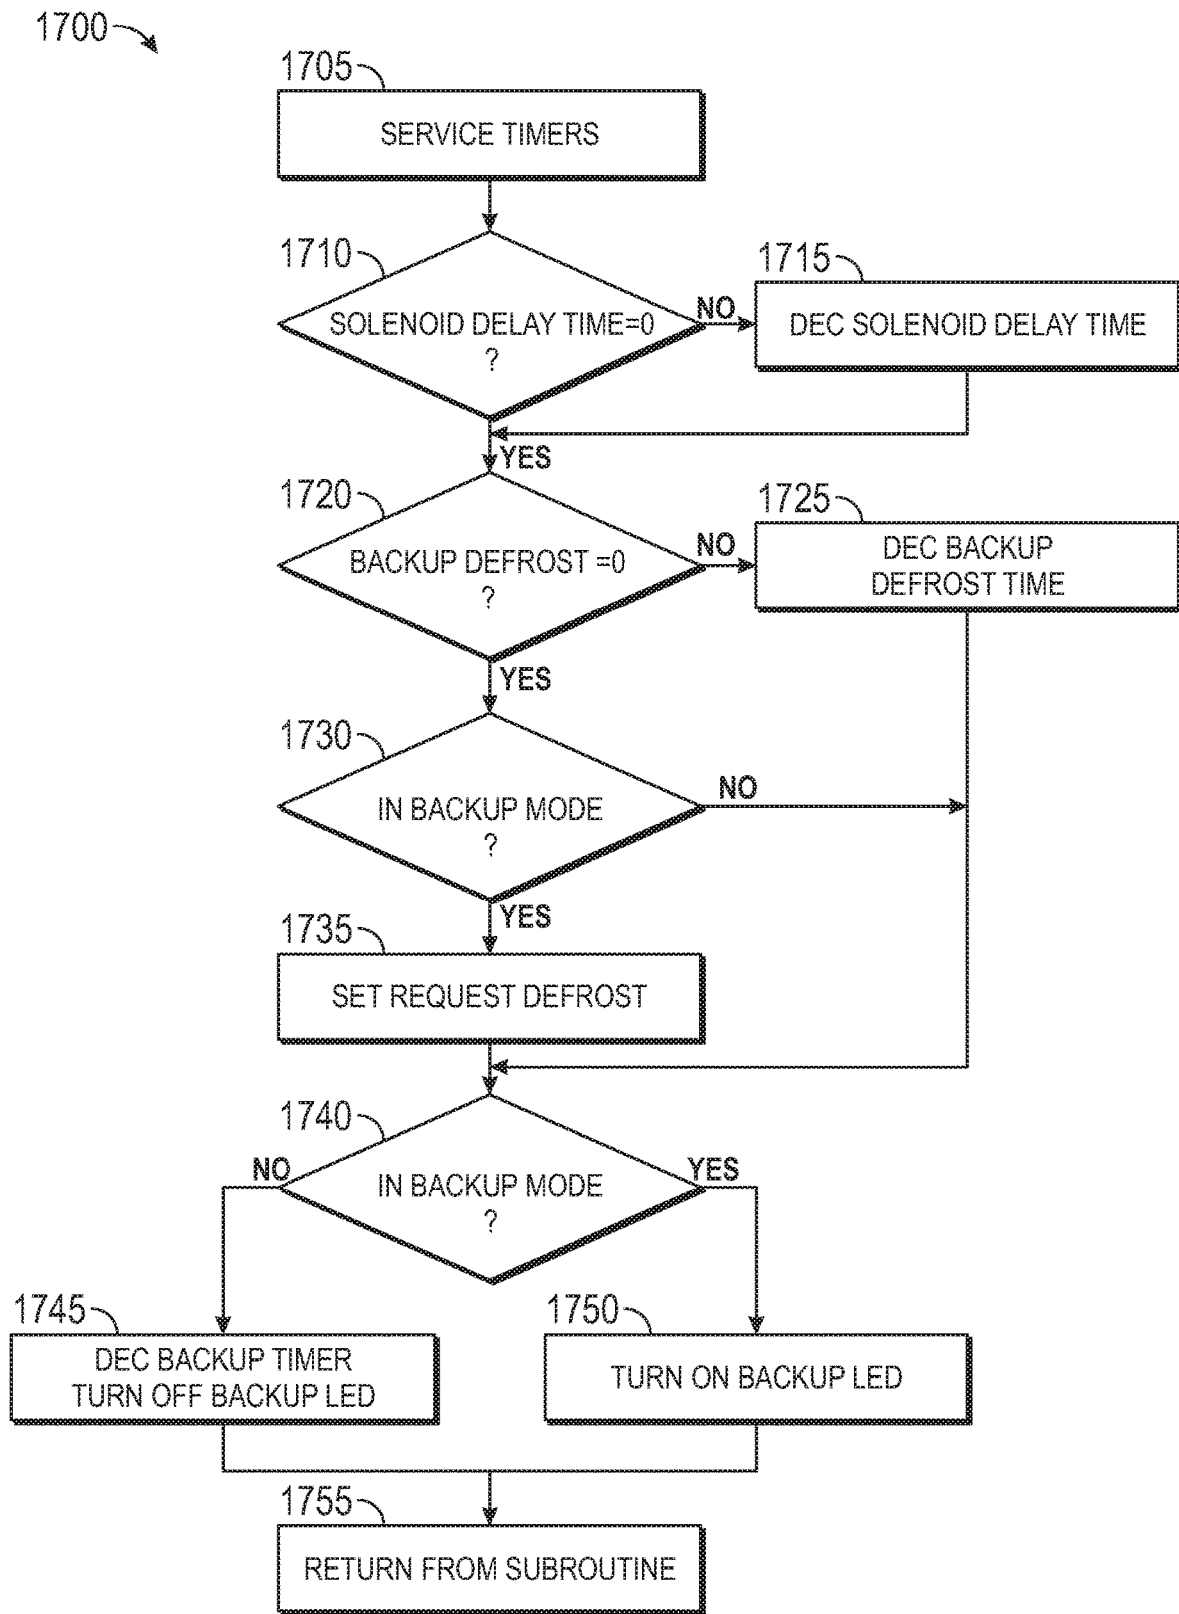 1700
1705
SERVICE TIMERS
1710
SOLENOID DELAY TIME=0
?
NO
1715
DEC SOLENOID DELAY TIME
YES
1720
BACKUP DEFROST =0
?
NO
1725
DEC BACKUP
DEFROST TIME
YES
1730
IN BACKUP MODE
?
NO
YES
1735
SET REQUEST DEFROST
1740
IN BACKUP MODE
?
NO
YES
1745
DEC BACKUP TIMER
TURN OFF BACKUP LED
1750
TURN ON BACKUP LED
1755
RETURN FROM SUBROUTINE